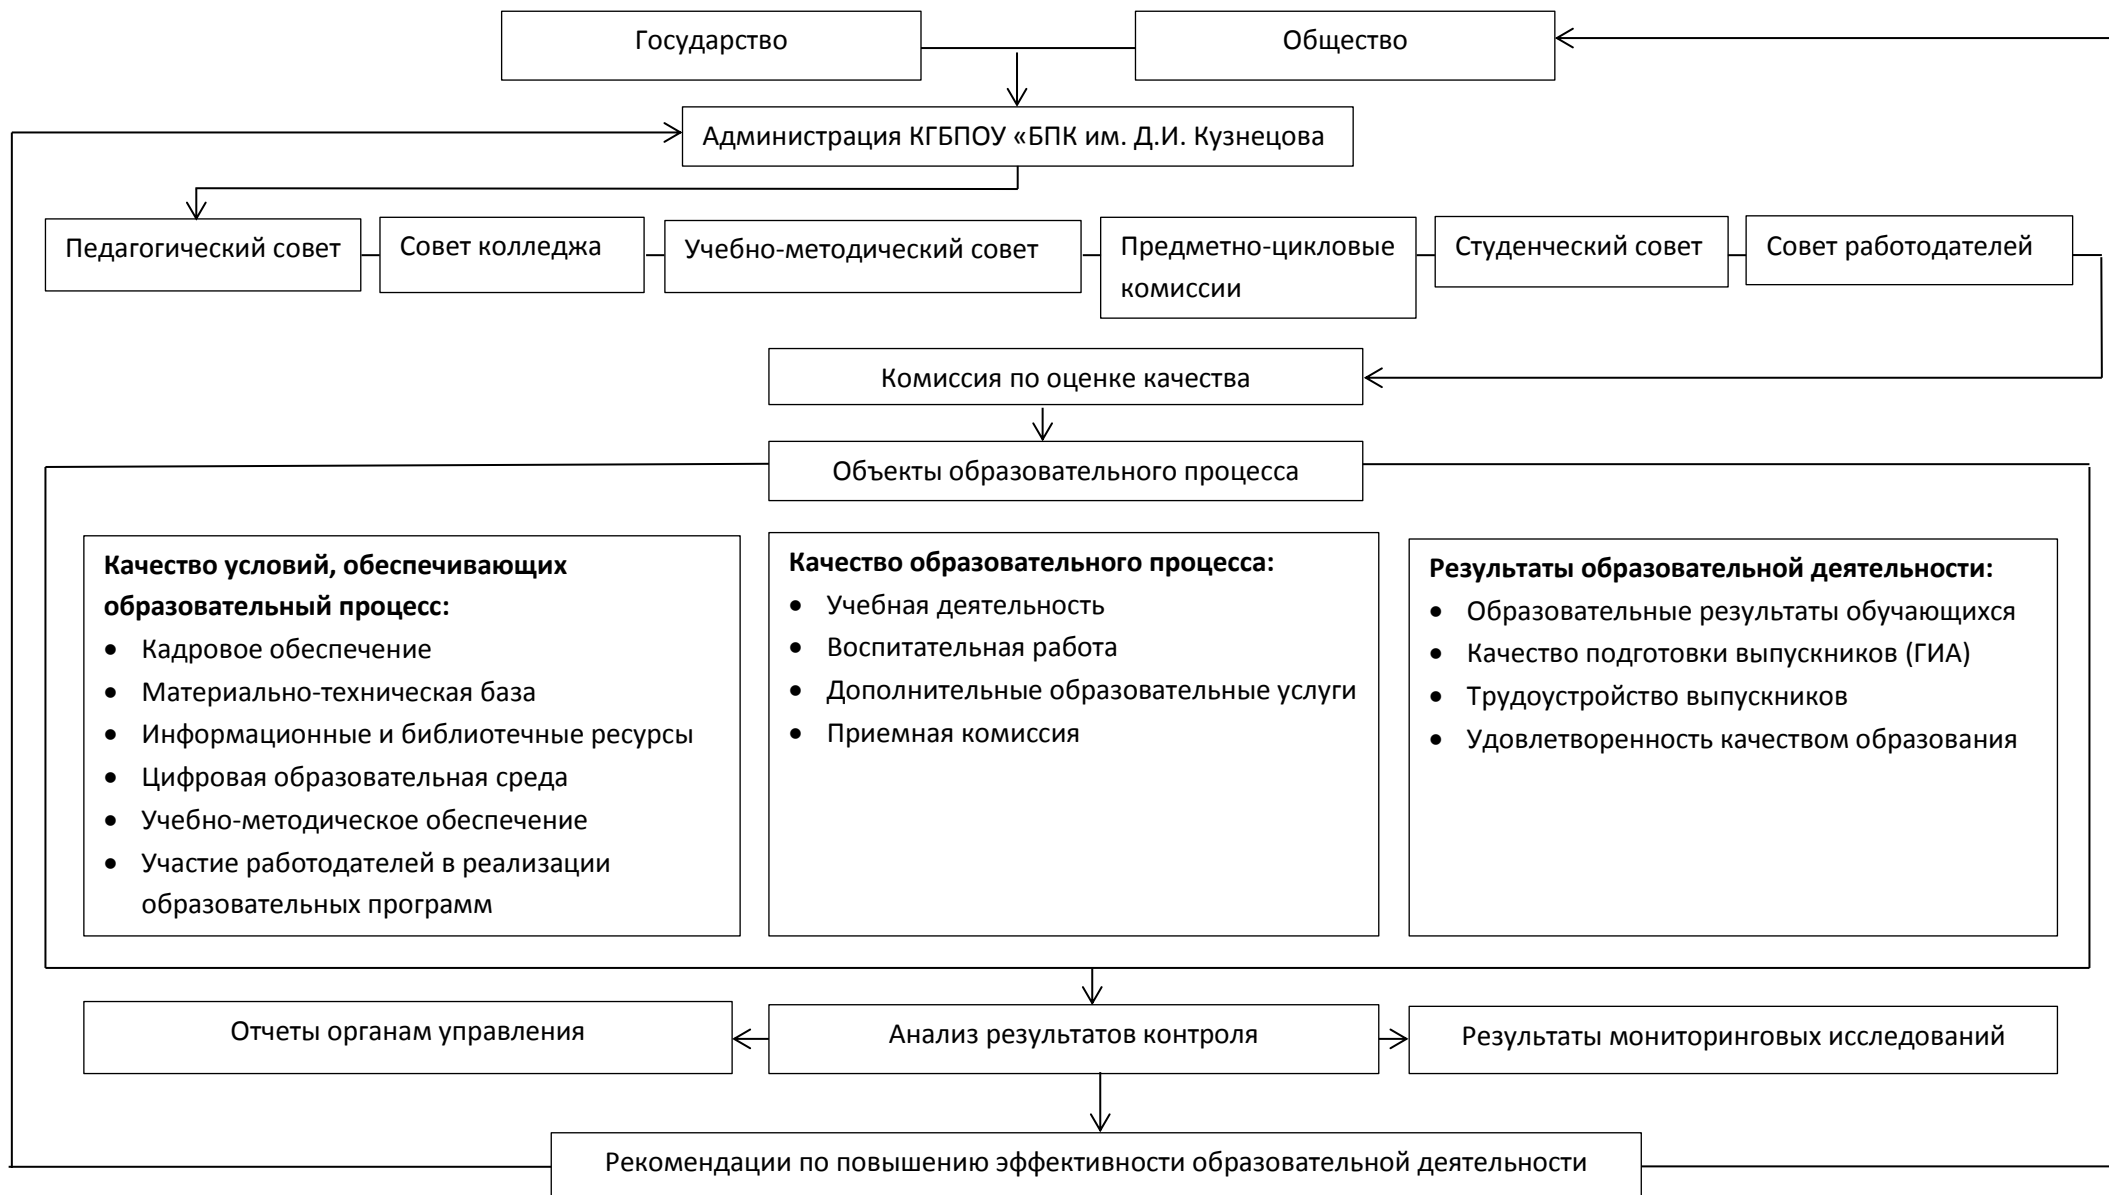 Государство
Общество
Администрация КГБПОУ «БПК им. Д.И. Кузнецова
Педагогический совет
Совет колледжа
Учебно-методический совет
Предметно-цикловые
комиссии
Студенческий совет
Совет работодателей
Комиссия по оценке качества
Объекты образовательного процесса
Качество условий, обеспечивающих
образовательный процесс:
• Кадровое обеспечение
• Материально-техническая база
• Информационные и библиотечные ресурсы
• Цифровая образовательная среда
• Учебно-методическое обеспечение
• Участие работодателей в реализации
образовательных программ
Качество образовательного процесса:
• Учебная деятельность
• Воспитательная работа
• Дополнительные образовательные услуги
• Приемная комиссия
Результаты образовательной деятельности:
• Образовательные результаты обучающихся
• Качество подготовки выпускников (ГИА)
• Трудоустройство выпускников
• Удовлетворенность качеством образования
Отчеты органам управления
Анализ результатов контроля
Результаты мониторинговых исследований
Рекомендации по повышению эффективности образовательной деятельности